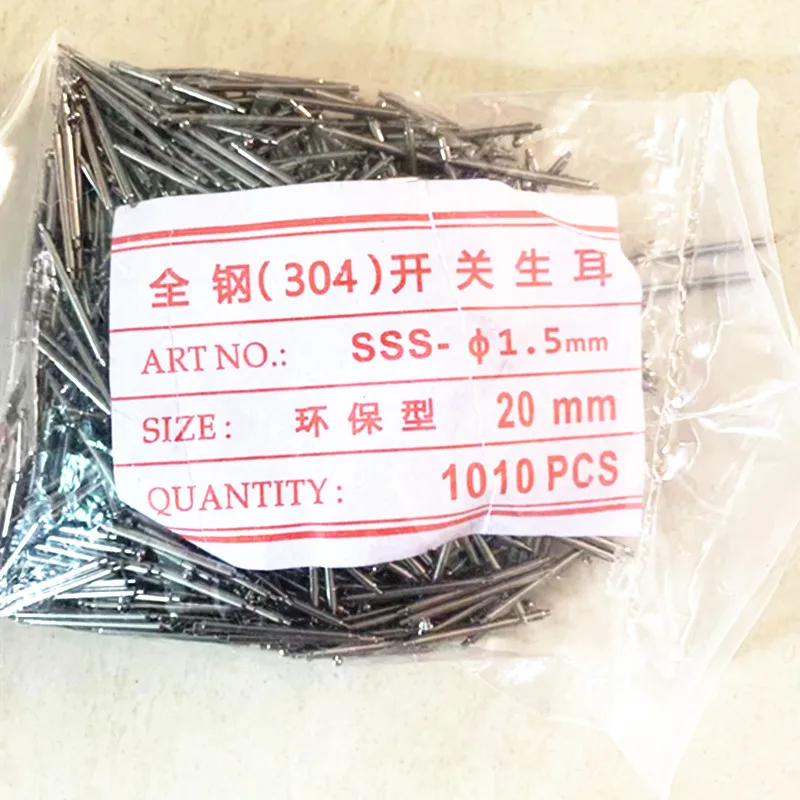 全钢(304)开关生耳
ART NO.: SSS-ϕ1.5mm
SIZE: 环保型 20 mm
QUANTITY: 1010 PCS